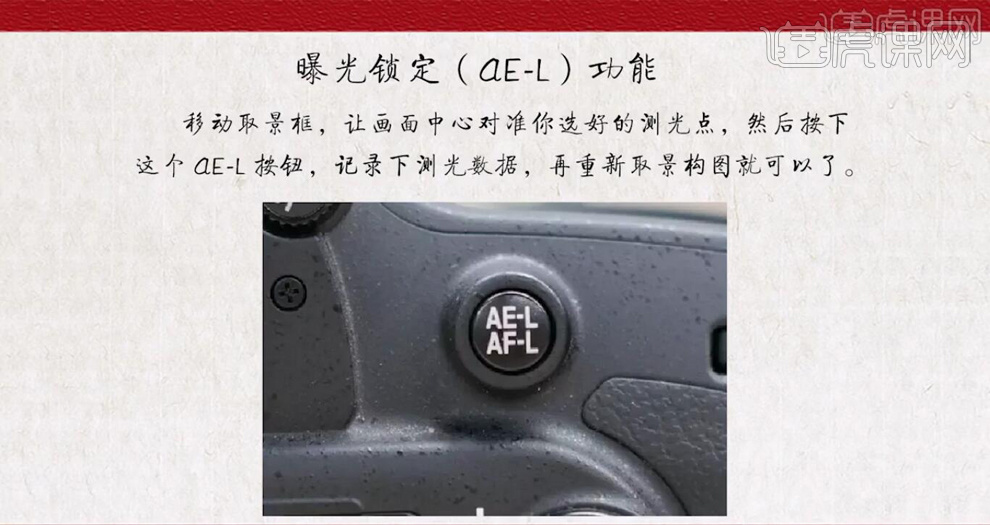 虎课网
曝光锁定（AE-L）功能
移动取景框，让画面中心对准你选好的测光点，然后按下
这个AE-L按钮，记录下测光数据，再重新取景构图就可以了。
AE-L
AF-L